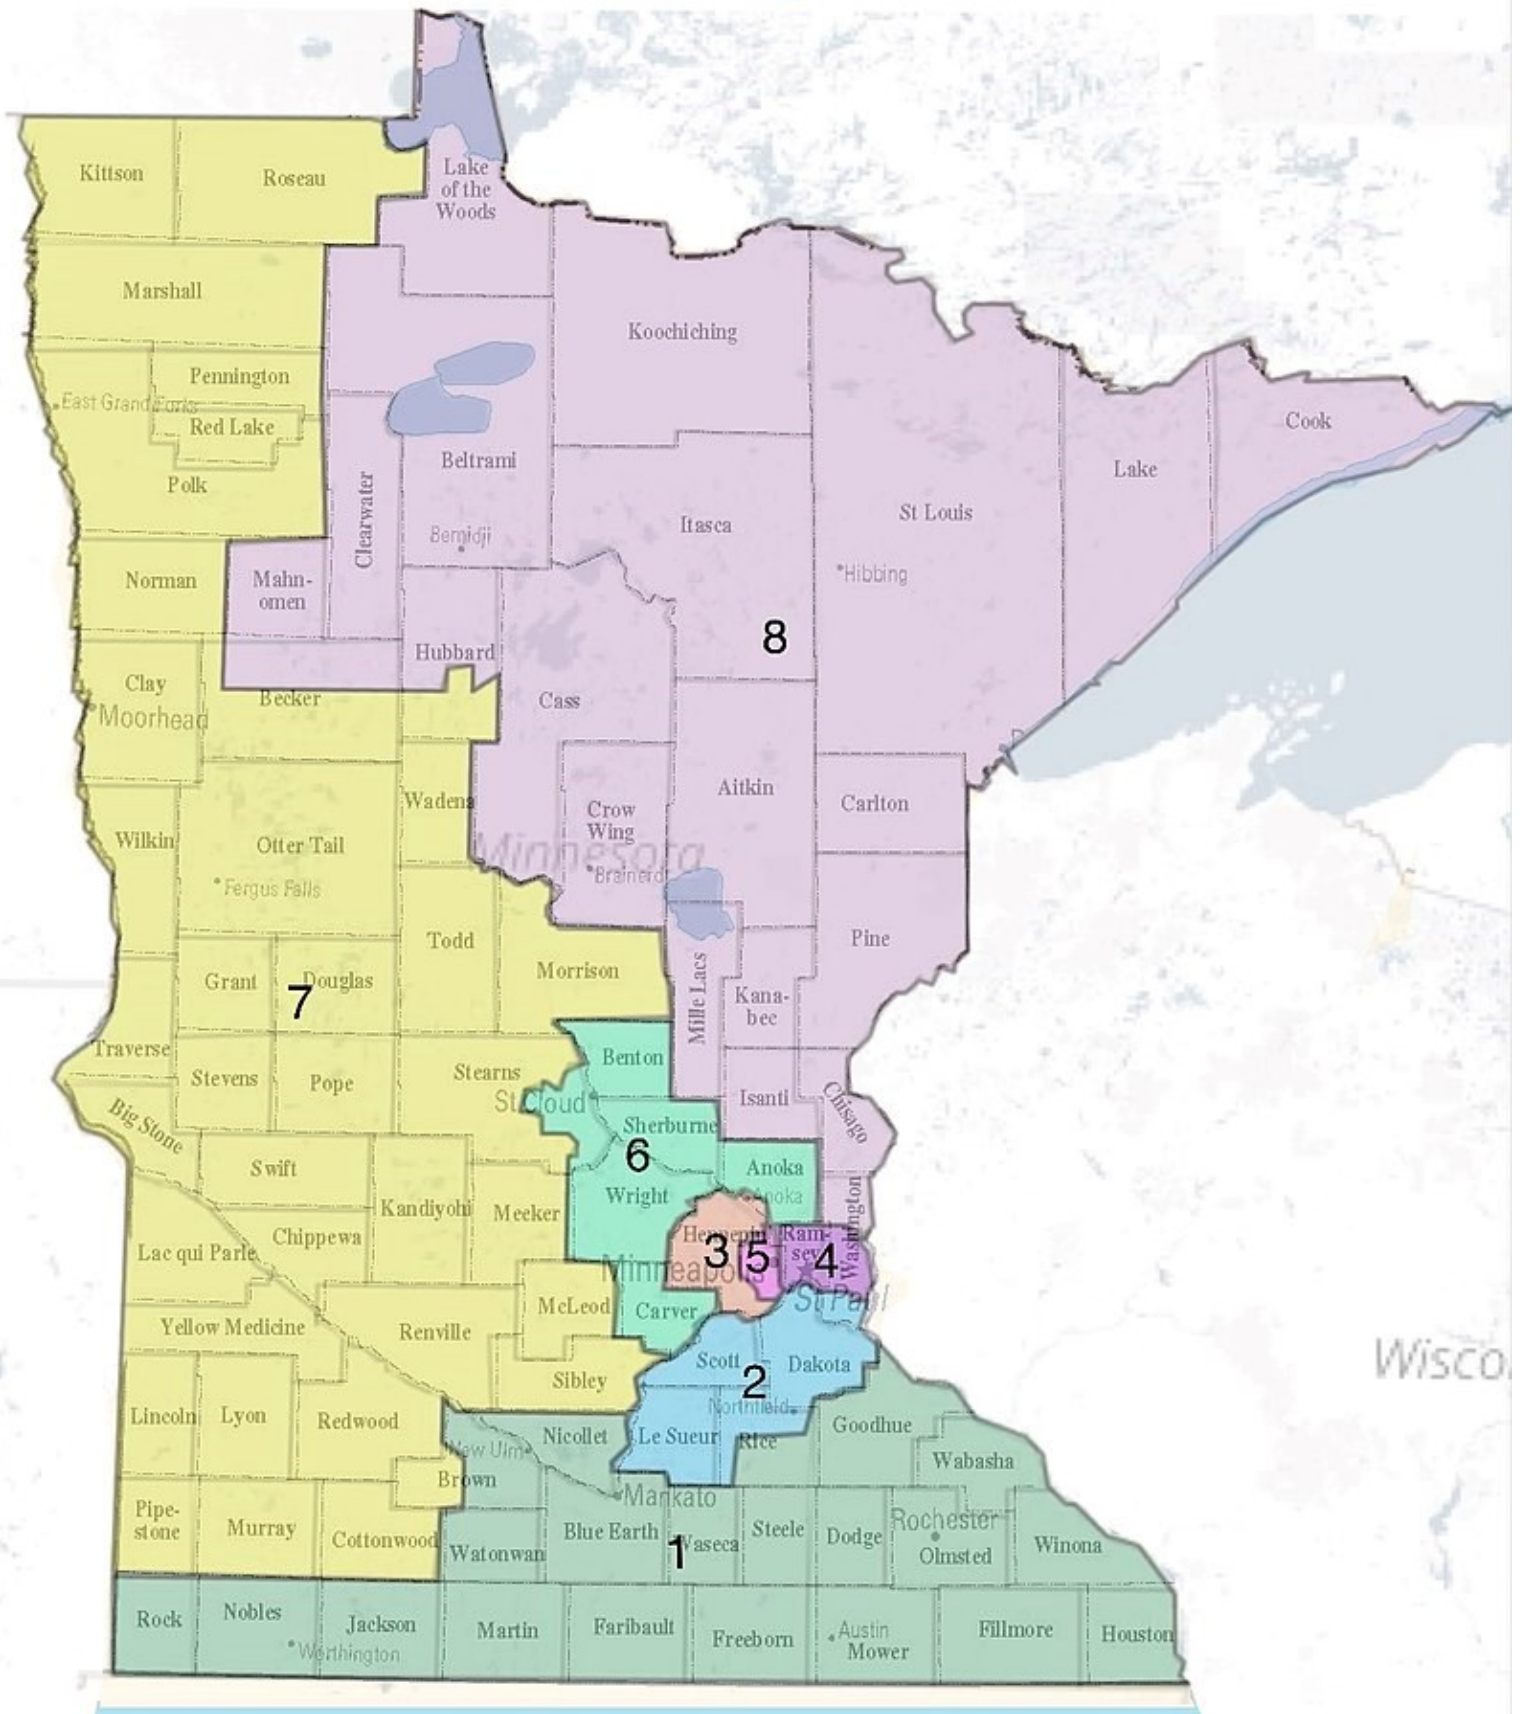 Kittson
Roseau
Lake
of the
Woods
Marshall
Koochiching
Pennington
East Grand Forks
Red Lake
Cook
Beltrami
Lake
Polk
Clearwater
St Louis
Itasca
Bemidji
Hibbing
Norman
Mahn-
omen
8
Hubbard
Clay
Becker
Cass
Moorhead
Aitkin
Wadena
Crow
Wing
Carlton
Wilkin
Otter Tail
Minnesota
Brainerd
Fergus Falls
Todd
Pine
Morrison
Grant
Douglas
7
Mille Lacs
Kana-
bec
Traverse
Benton
Stevens
Pope
Stearns
St Cloud
Isanti
Chisago
Big Stone
Sherburne
6
Swift
Anoka
Anoka
Wright
Kandiyohi
Meeker
Washington
Chippewa
Hennepin
Ram-
sey
Lac qui Parle
3
5
4
Minneapolis
St Paul
McLeod
Carver
Yellow Medicine
Renville
Scott
Dakota
Wisco
Sibley
2
Northfield
Lincoln
Lyon
Redwood
Goodhue
Nicollet
Le Sueur
Rice
New Ulm
Wabasha
Brown
Mankato
Pipe-
stone
Murray
Cottonwood
Blue Earth
Waseca
Steele
Dodge
Rochester
Olmsted
Winona
Watonwan
1
Rock
Nobles
Jackson
Martin
Faribault
Freeborn
Austin
Mower
Fillmore
Houston
Worthington